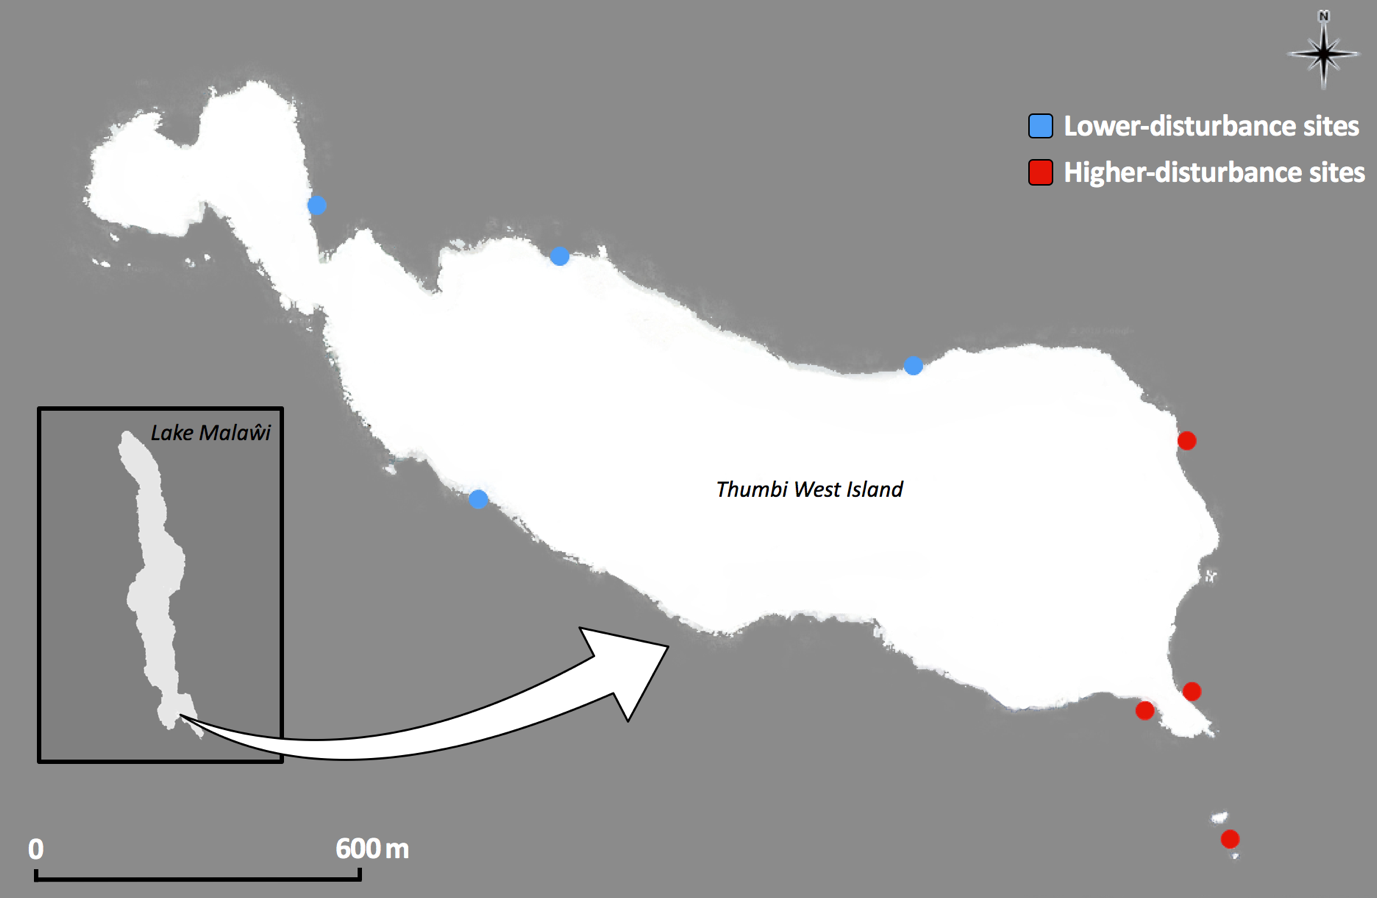 N
Lower-disturbance sites
Higher-disturbance sites
Lake Malaŵi
Thumbi West Island
0 600 m